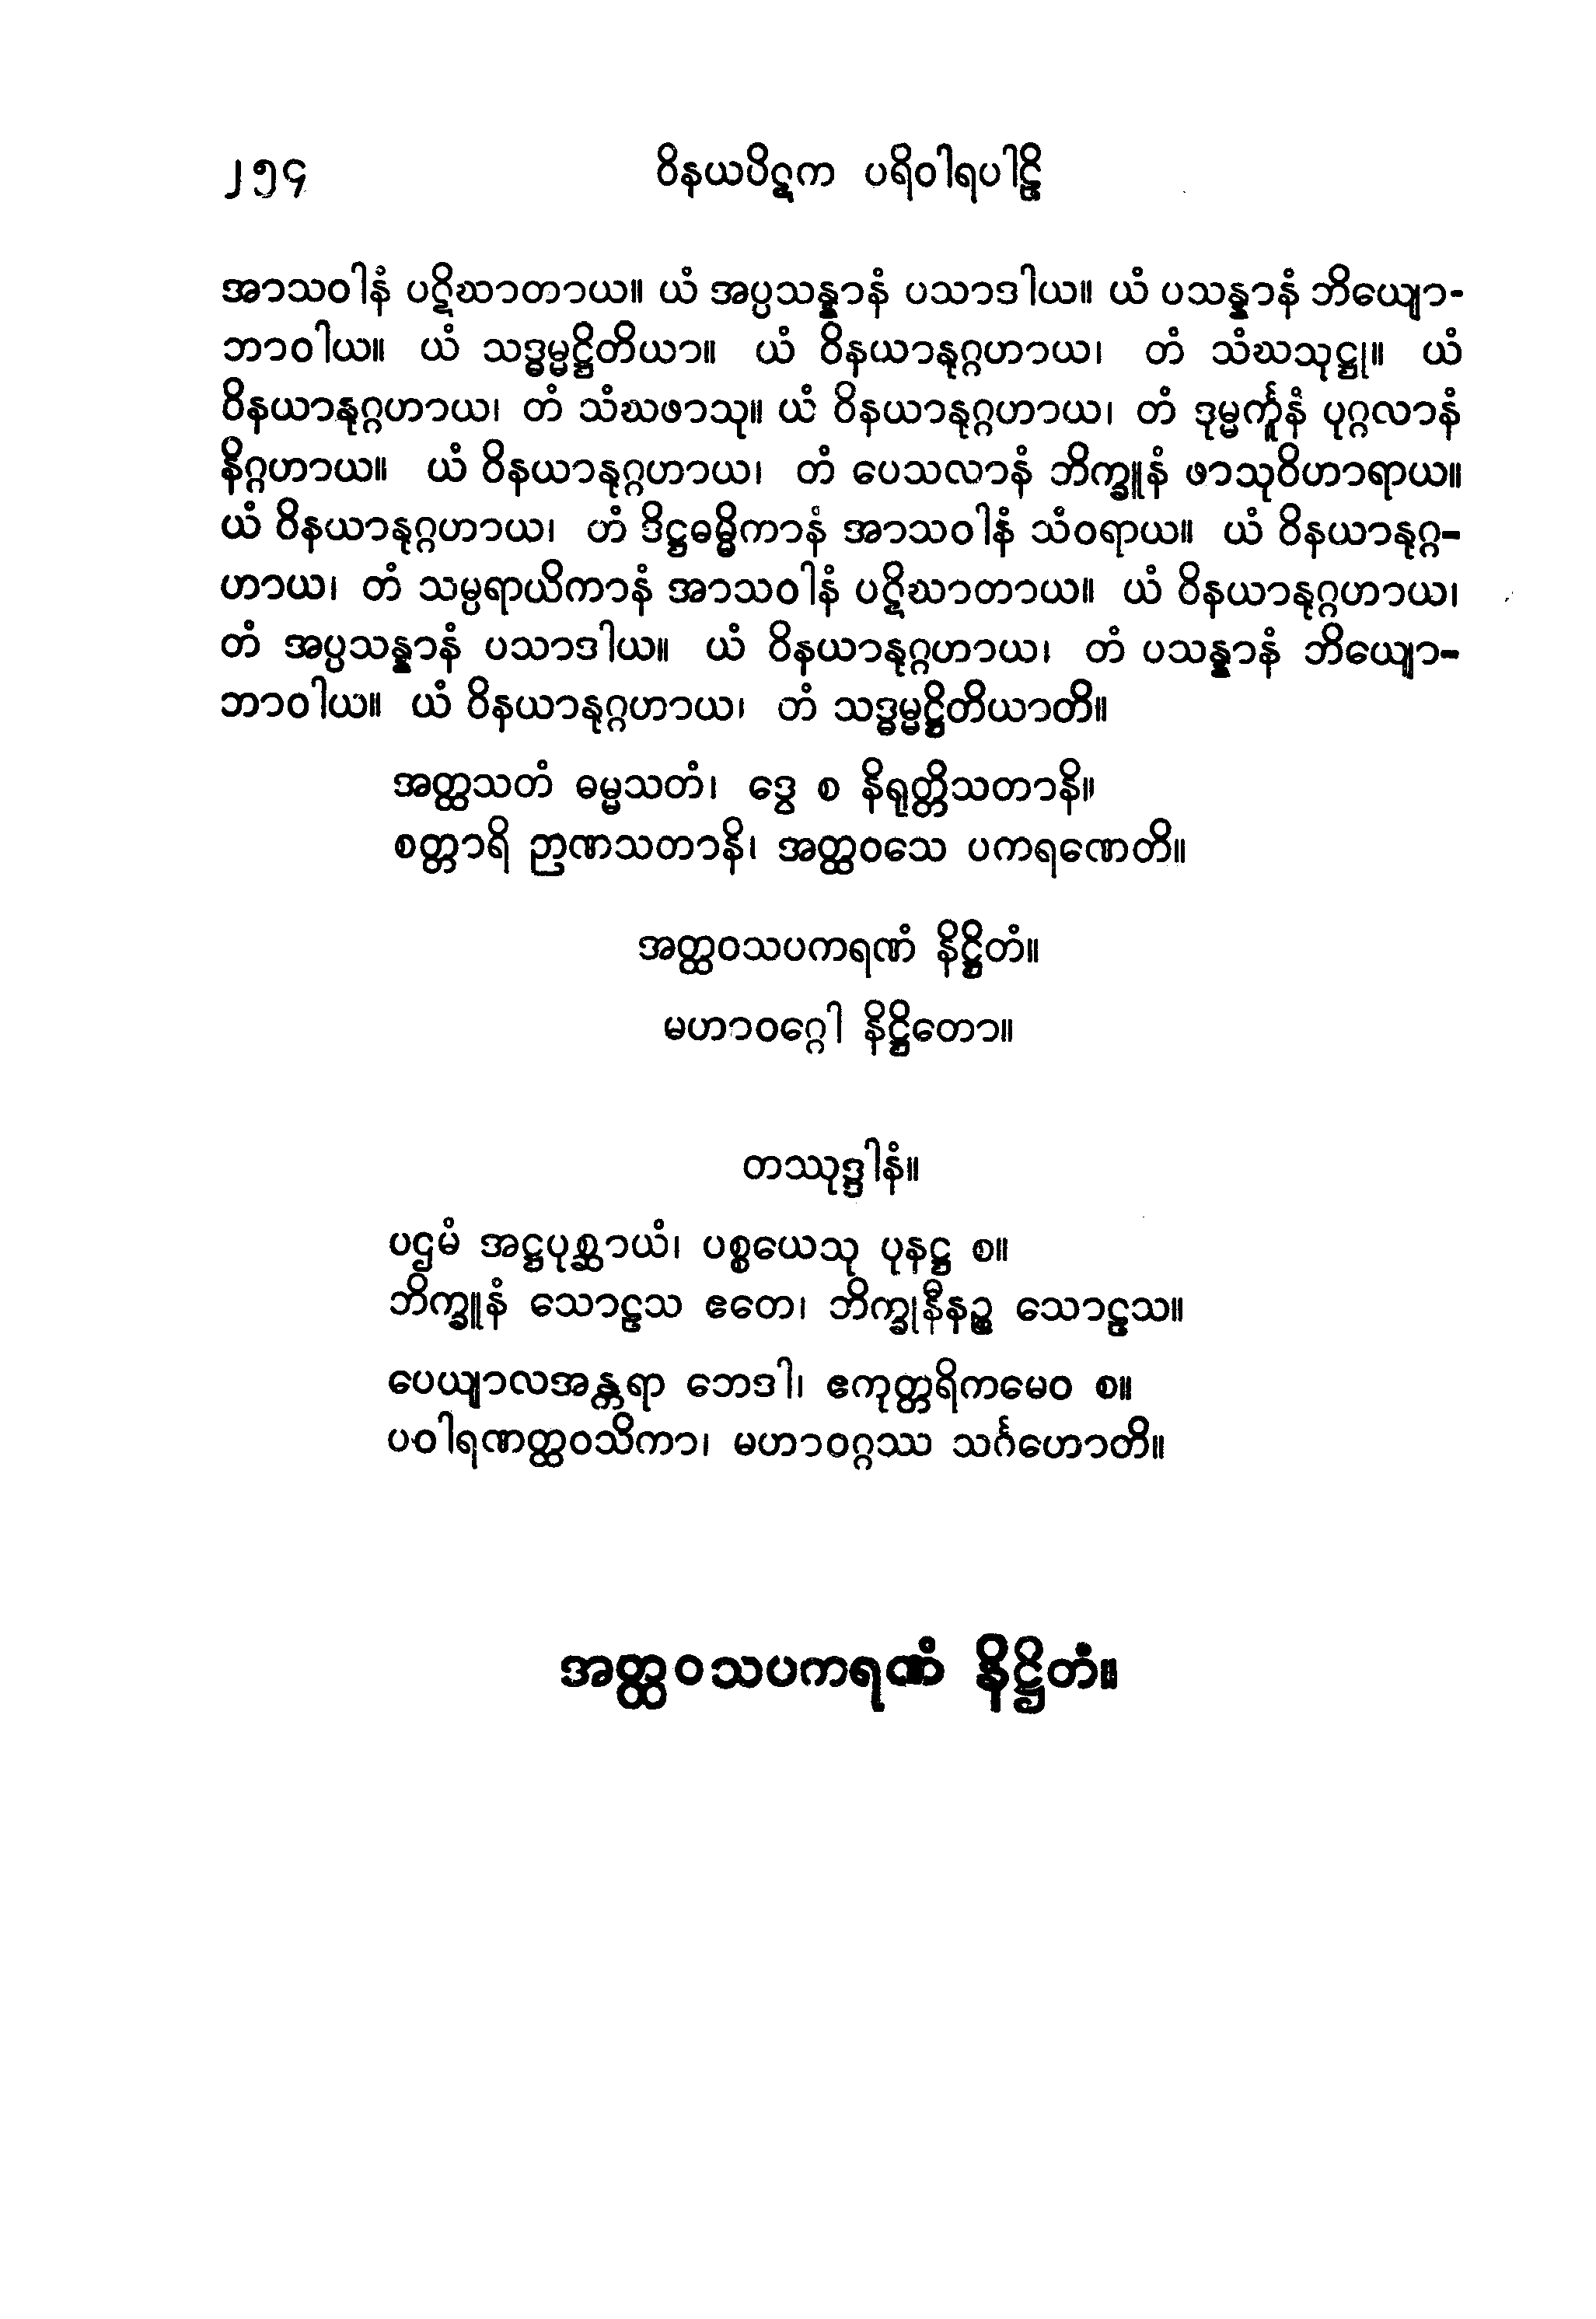 ၂၅၄ ဝိနယပိဋက ပရိဝါရပါဠိ
အာသဝါနံ ပဋိဃာတာယ။ ယံ အပ္ပသန္နာနံ ပသာဒါယ။ ယံ ပသန္နာနံ ဘိယျော-
ဘာဝါယ။ ယံ သဒ္ဓမ္မဋ္ဌိတိယာ။ ယံ ဝိနယာနုဂ္ဂဟာယ၊ တံ သံဃသုဋ္ဌု။ ယံ
ဝိနယာနုဂ္ဂဟာယ၊ တံ သံဃဖာသု။ ယံ ဝိနယာနုဂ္ဂဟာယ၊ တံ ဒုမ္မင်္ကူနံ ပုဂ္ဂလာနံ
နိဂ္ဂဟာယ။ ယံ ဝိနယာနုဂ္ဂဟာယ၊ တံ ပေသလာနံ ဘိက္ခူနံ ဖာသုဝိဟာရာယ။
ယံ ဝိနယာနုဂ္ဂဟာယ၊ တံ ဒိဋ္ဌဓမ္မိကာနံ အာသဝါနံ သံဝရာယ။ ယံ ဝိနယာနုဂ္ဂ-
ဟာယ၊ တံ သမ္ပရာယိကာနံ အာသဝါနံ ပဋိဃာတာယ။ ယံ ဝိနယာနုဂ္ဂဟာယ၊
တံ အပ္ပသန္နာနံ ပသာဒါယ။ ယံ ဝိနယာနုဂ္ဂဟာယ၊ တံ ပသန္နာနံ ဘိယျော-
ဘာဝါယ။ ယံ ဝိနယာနုဂ္ဂဟာယ၊ တံ သဒ္ဓမ္မဋ္ဌိတိယာတိ။
အတ္ထသတံ ဓမ္မသတံ၊ ဒွေ စ နိရုတ္တိသတာနိ။
စတ္တာရိ ဉာဏသတာနိ၊ အတ္ထဝသေ ပကရဏေတိ။
အတ္ထဝသပကရဏံ နိဋ္ဌိတံ။
မဟာဝဂ္ဂေါ နိဋ္ဌိတော။
တဿုဒ္ဒါနံ။
ပဌမံ အဋ္ဌပုစ္ဆာယံ၊ ပစ္စယေသု ပုနဋ္ဌ စ။
ဘိက္ခူနံ သောဠသ ဧတေ၊ ဘိက္ခုနီနဉ္စ သောဠသ။
ပေယျာလအန္တရာ ဘေဒါ၊ ဧကုတ္တရိကမေဝ စ။
ပဝါရဏတ္ထဝသိကာ၊ မဟာဝဂ္ဂဿ သင်္ဂဟောတိ။
အတ္ထဝသပကရဏံ နိဋ္ဌိတံ။